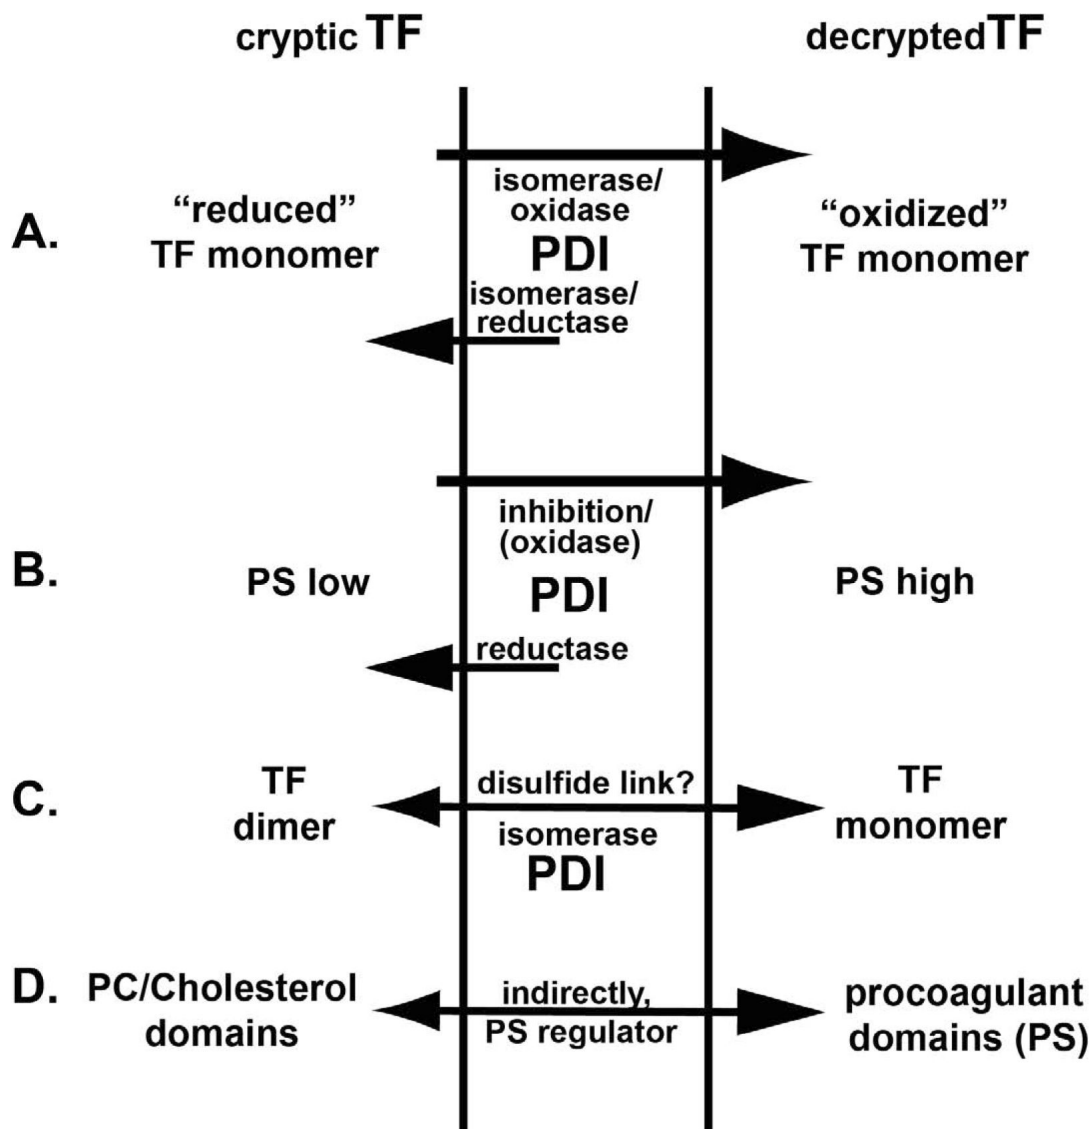 cryptic TF
decrypted TF
A.
"reduced"
TF monomer
isomerase/
oxidase
PDI
isomerase/
reductase
"oxidized"
TF monomer
B.
PS low
inhibition/
(oxidase)
PDI
reductase
PS high
C.
TF
dimer
disulfide link?
isomerase
PDI
TF
monomer
D.
PC/Cholesterol
domains
indirectly,
PS regulator
procoagulant
domains (PS)